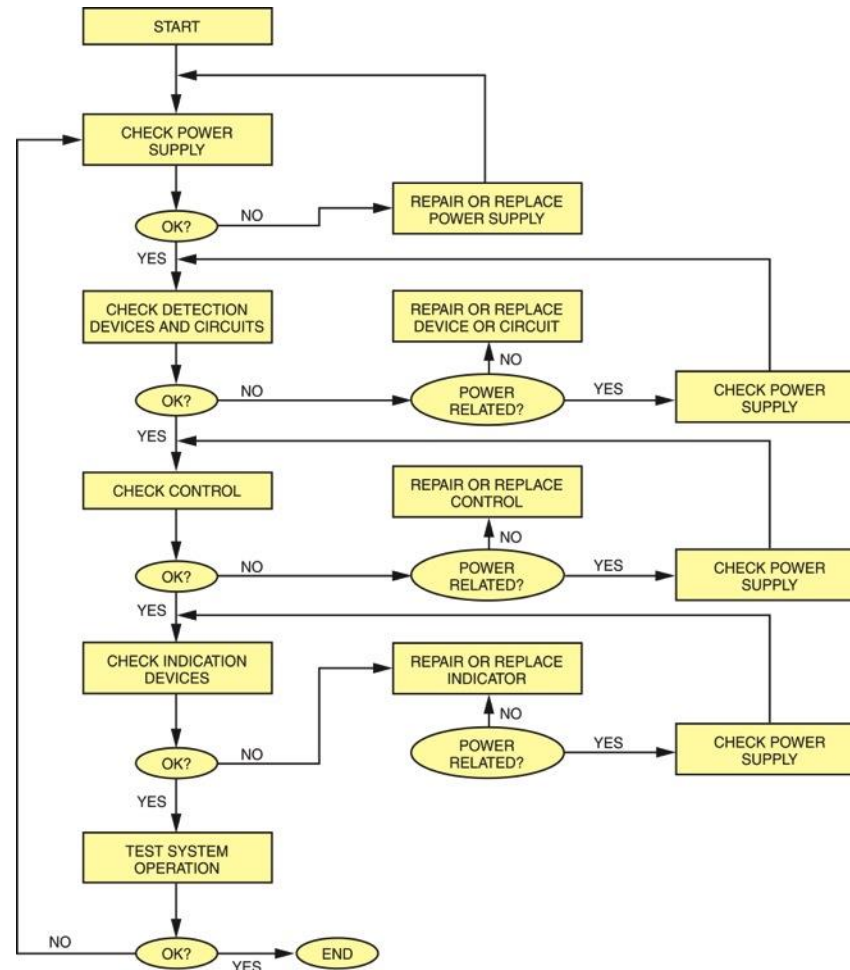 START
CHECK POWER
SUPPLY
OK?
NO
REPAIR OR REPLACE
POWER SUPPLY
YES
CHECK DETECTION
DEVICES AND CIRCUITS
REPAIR OR REPLACE
DEVICE OR CIRCUIT
NO
OK?
NO
POWER
RELATED?
YES
CHECK POWER
SUPPLY
YES
CHECK CONTROL
REPAIR OR REPLACE
CONTROL
NO
OK?
NO
POWER
RELATED?
YES
CHECK POWER
SUPPLY
YES
CHECK INDICATION
DEVICES
REPAIR OR REPLACE
INDICATOR
NO
OK?
NO
POWER
RELATED?
YES
CHECK POWER
SUPPLY
YES
TEST SYSTEM
OPERATION
NO
OK?
YES
END